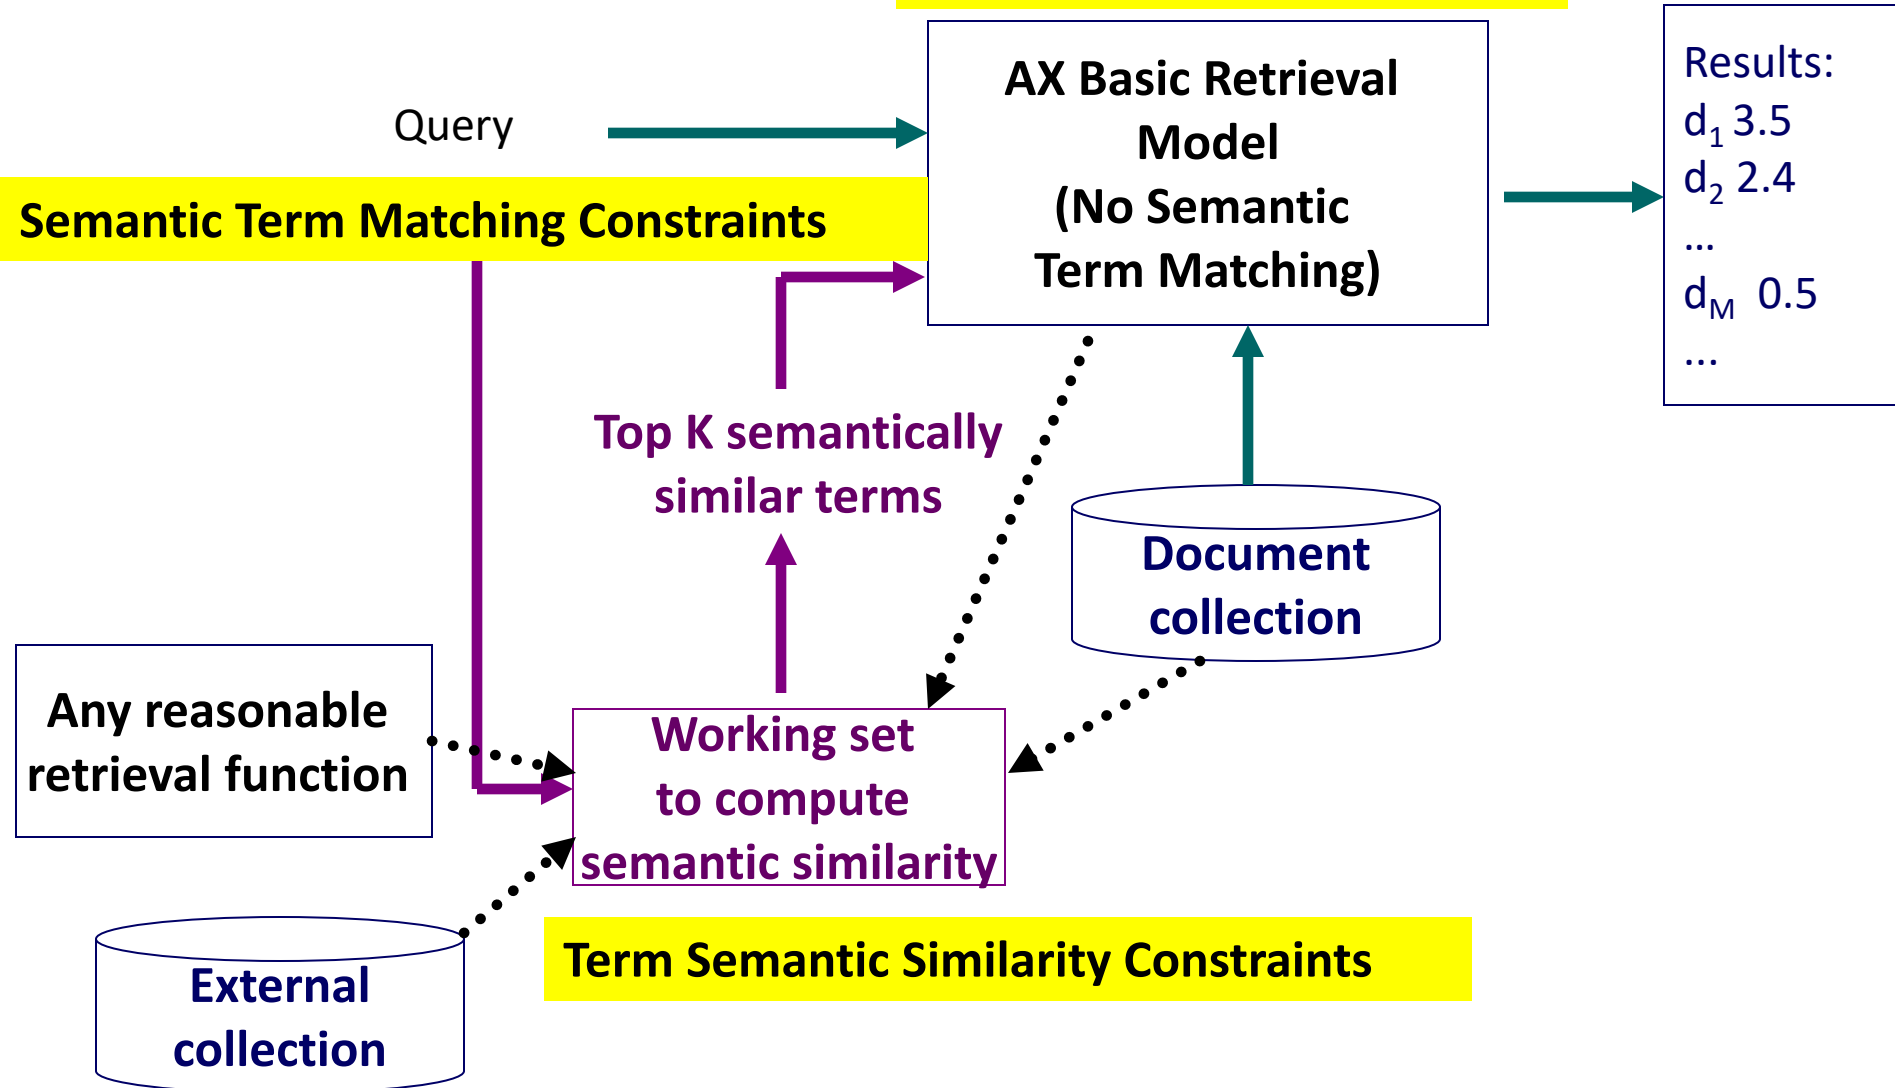 AX Basic Retrieval
Model
(No Semantic
Term Matching)
Results:
d1 3.5
d2 2.4
...
dM 0.5
...
Query
Semantic Term Matching Constraints
Top K semantically
similar terms
Document
collection
Any reasonable
retrieval function
Working set
to compute
semantic similarity
Term Semantic Similarity Constraints
External
collection